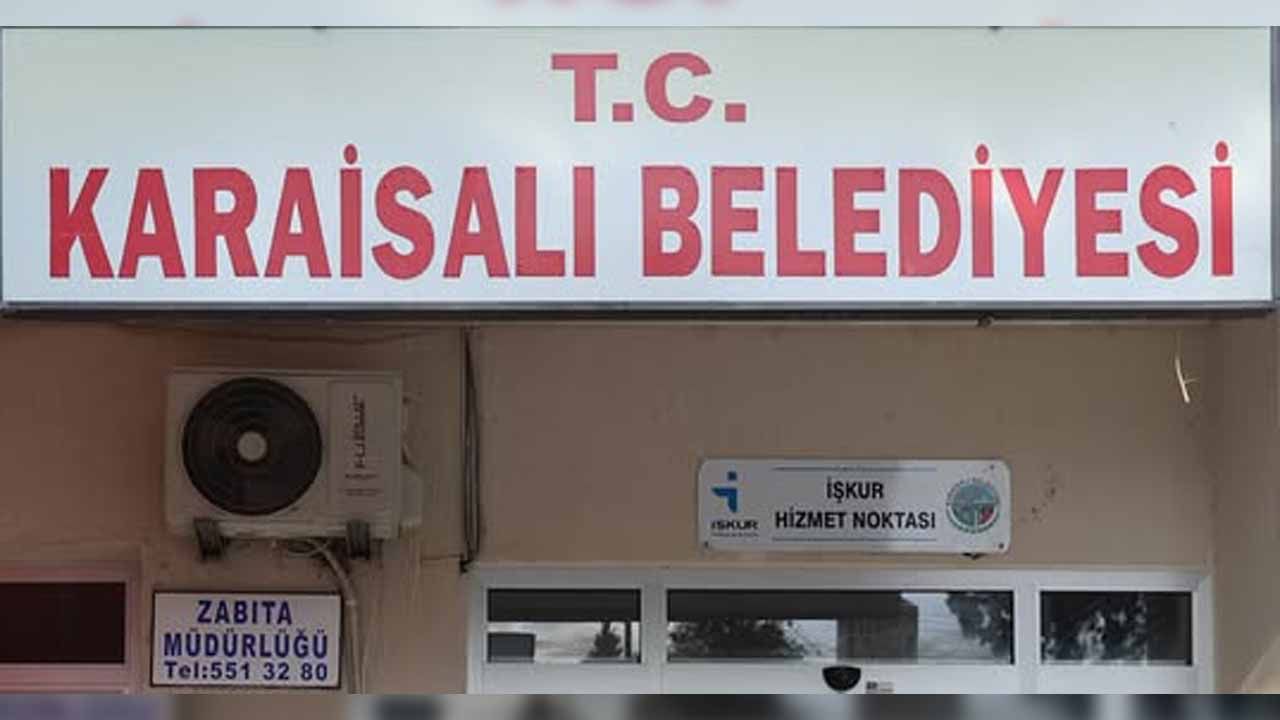 T.C.
KARAİSALI BELEDİYESİ
İŞKUR
HİZMET NOKTASI
İŞKUR
ZABITA
MÜDÜRLÜĞÜ
Tel:551 32 80